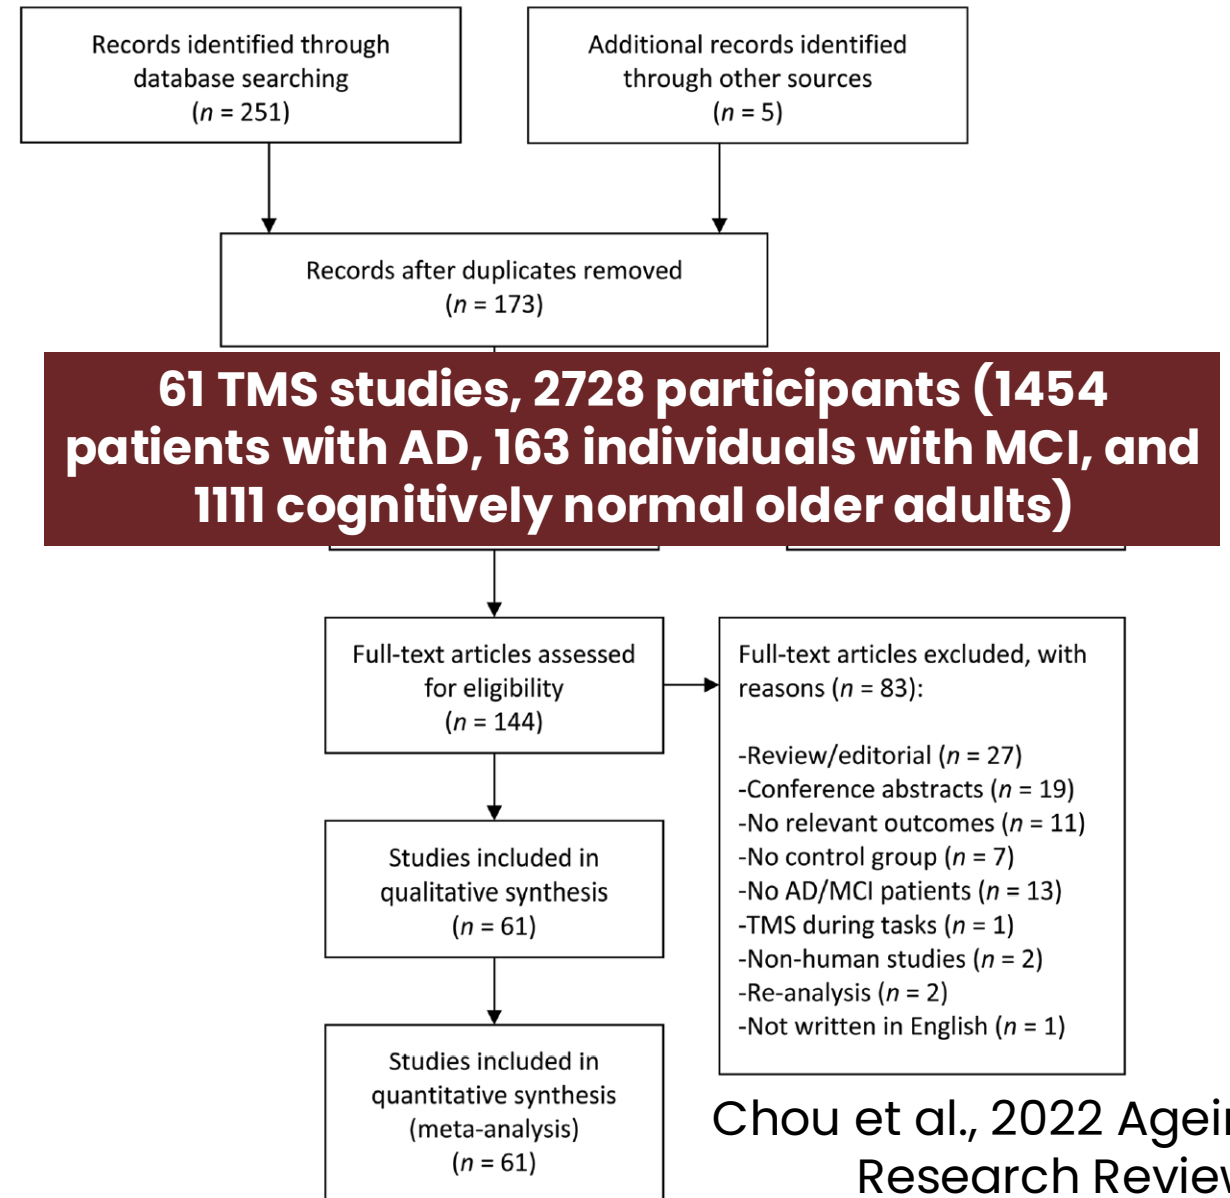 Records identified through
database searching
(n = 251)
Additional records identified
through other sources
(n = 5)
Records after duplicates removed
(n = 173)
61 TMS studies, 2728 participants (1454
patients with AD, 163 individuals with MCI, and
1111 cognitively normal older adults)
Full-text articles assessed
for eligibility
(n = 144)
Full-text articles excluded, with
reasons (n = 83):
-Review/editorial (n = 27)
-Conference abstracts (n = 19)
-No relevant outcomes (n = 11)
-No control group (n = 7)
-No AD/MCI patients (n = 13)
-TMS during tasks (n = 1)
-Non-human studies (n = 2)
-Re-analysis (n = 2)
-Not written in English (n = 1)
Studies included in
qualitative synthesis
(n = 61)
Studies included in
quantitative synthesis
(meta-analysis)
(n = 61)
Chou et al., 2022
Research